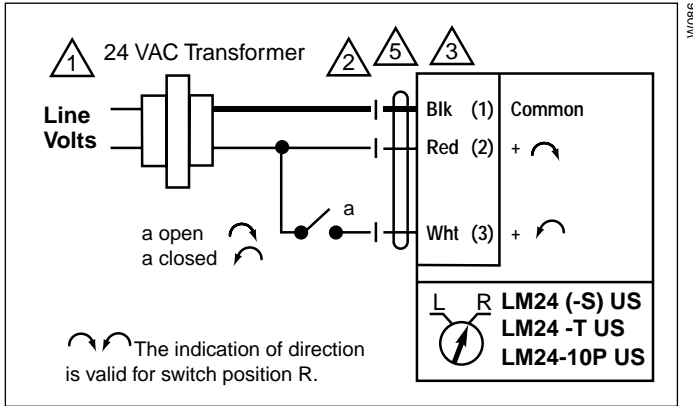 W086
1 24 VAC Transformer 2 5 3
Line
Volts
Blk (1) Common
Red (2) +
a
Wht (3) +
a open
a closed
L R LM24 (-S) US
LM24 -T US
LM24-10P US
The indication of direction
is valid for switch position R.